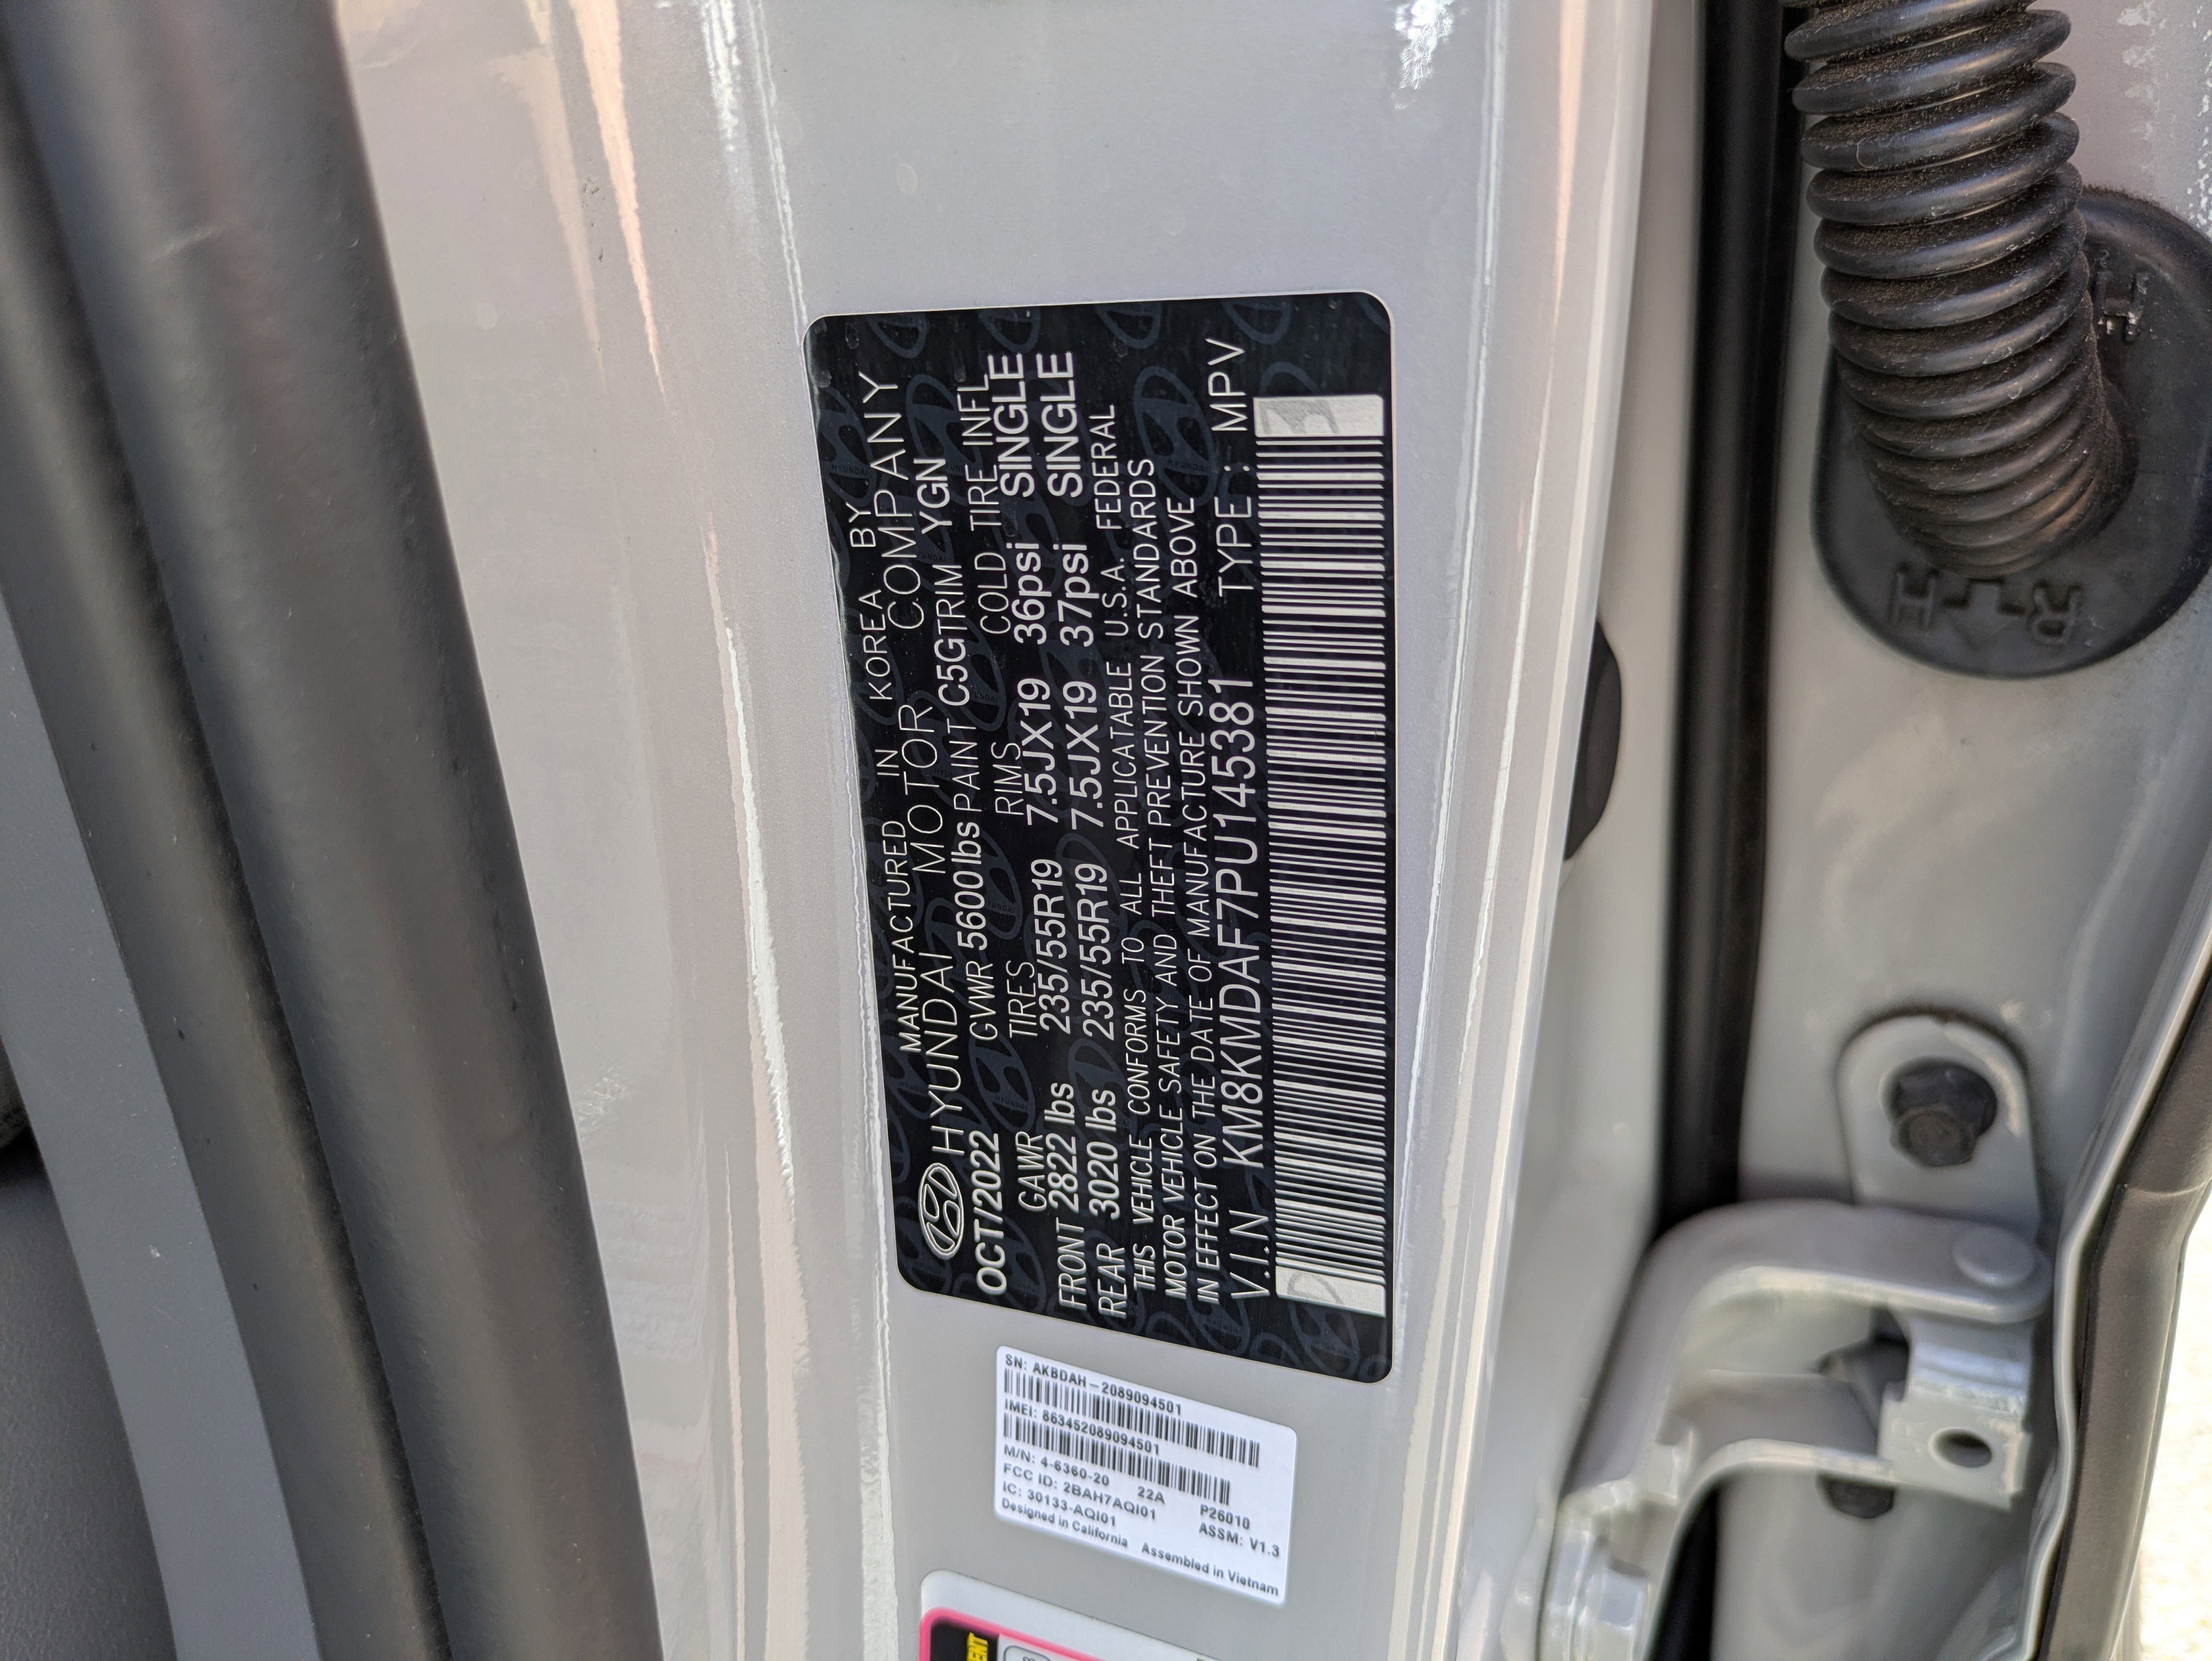 MANUFACTURED IN KOREA BY
HYUNDAI MOTOR COMPANY
OCT/2022 GVWR 5600lbs PAINT C5GTRIM YGN
GAWR TIRES RIMS COLD TIRE INFL
FRONT 2822 lbs 235/55R19 7.5JX19 36psi SINGLE
REAR 3020 lbs 235/55R19 7.5JX19 37psi SINGLE
THIS VEHICLE CONFORMS TO ALL APPLICATABLE U.S.A. FEDERAL
MOTOR VEHICLE SAFETY AND THEFT PREVENTION STANDARDS
IN EFFECT ON THE DATE OF MANUFACTURE SHOWN ABOVE
V.I.N KM8KMDAF7PU145381 TYPE: MPV
SN: AKBDAH-2089094501
IMEI: 863452089094501
M/N: 4-6360-20 22A P26010
FCC ID: 2BAH7AQI01 ASSM: V1.3
IC: 30133-AQI01
Designed in California Assembled in Vietnam
RH